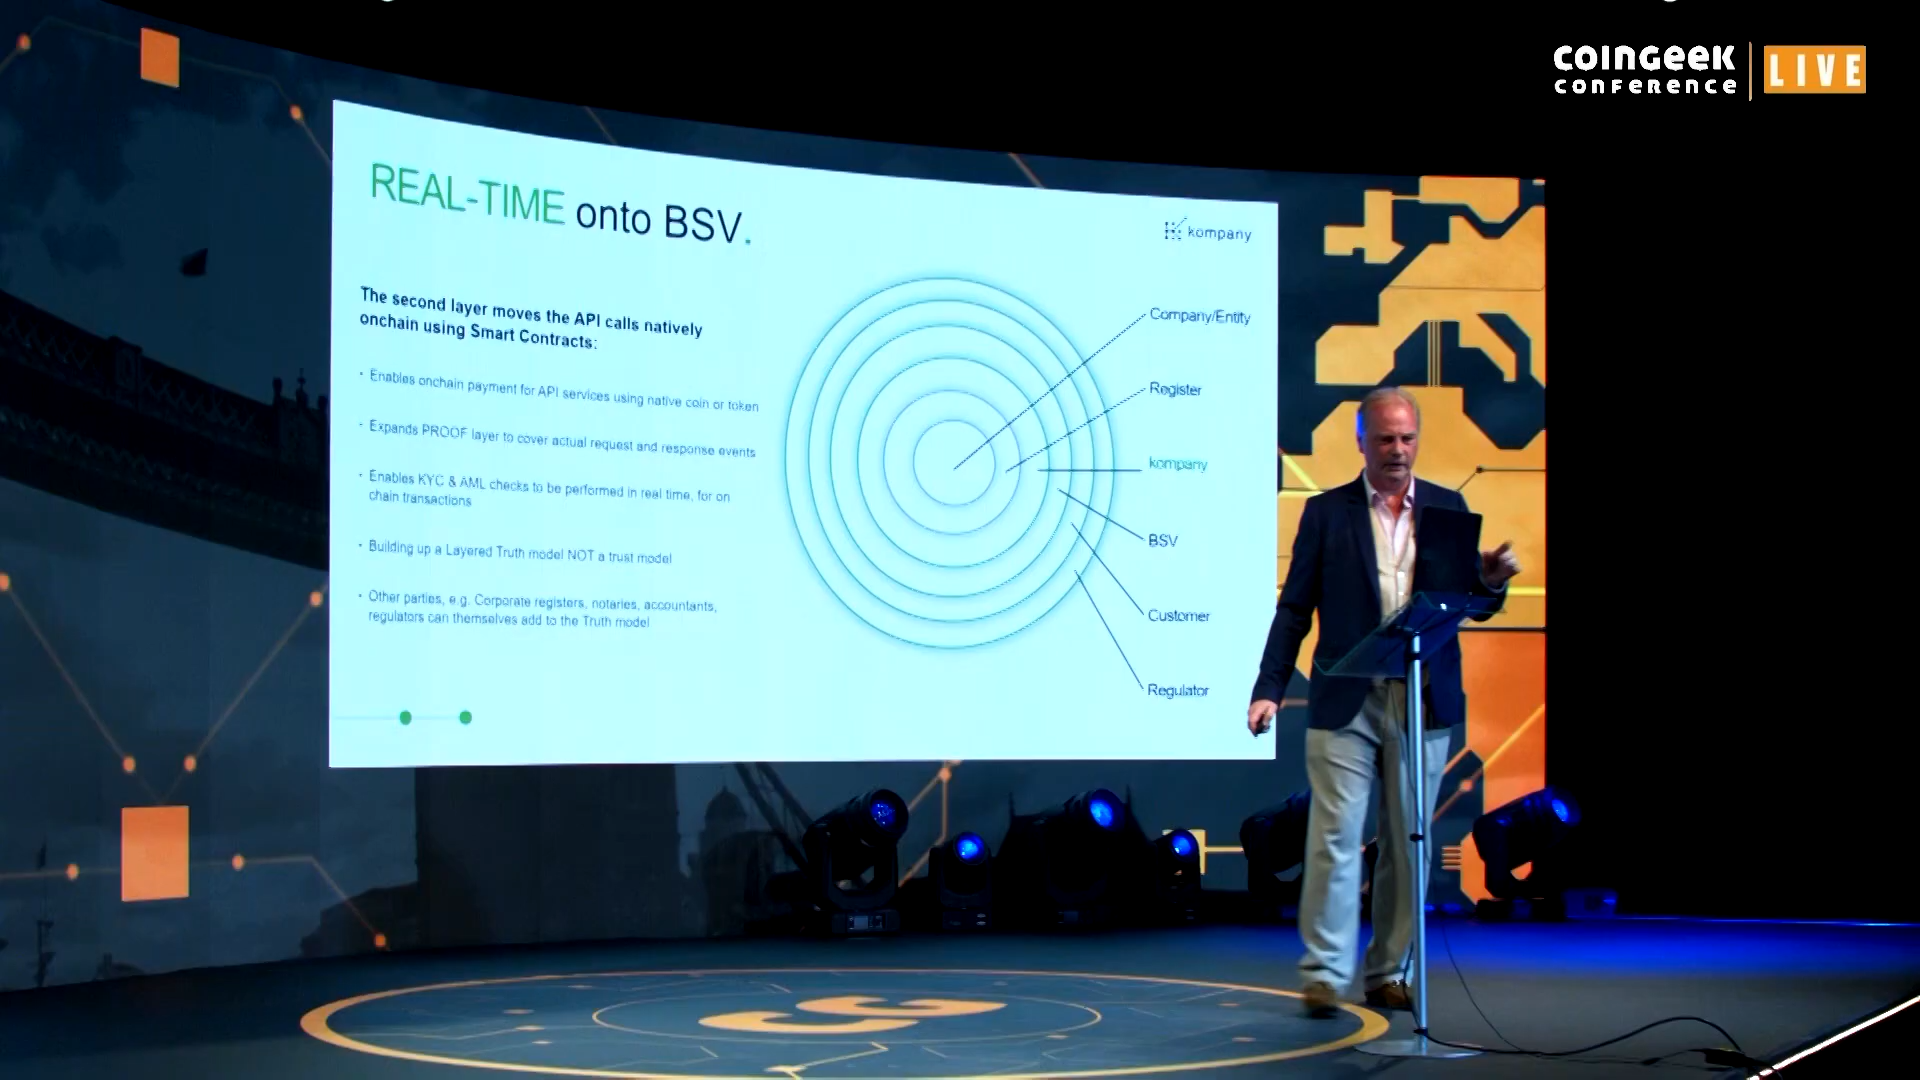 COINGEEK
CONFERENCE
LIVE
REAL-TIME onto BSV.
kompany
The second layer moves the API calls natively
onchain using Smart Contracts:
• Enables onchain payment for API services using native coin or token
• Expands PROOF layer to cover actual request and response events
• Enables KYC & AML checks to be performed in real time, for on
chain transactions
• Building up a Layered Truth model NOT a trust model
• Other parties, e.g. Corporate registers, notaries, accountants,
regulators can themselves add to the Truth model
Company/Entity
Register
kompany
BSV
Customer
Regulator
CG